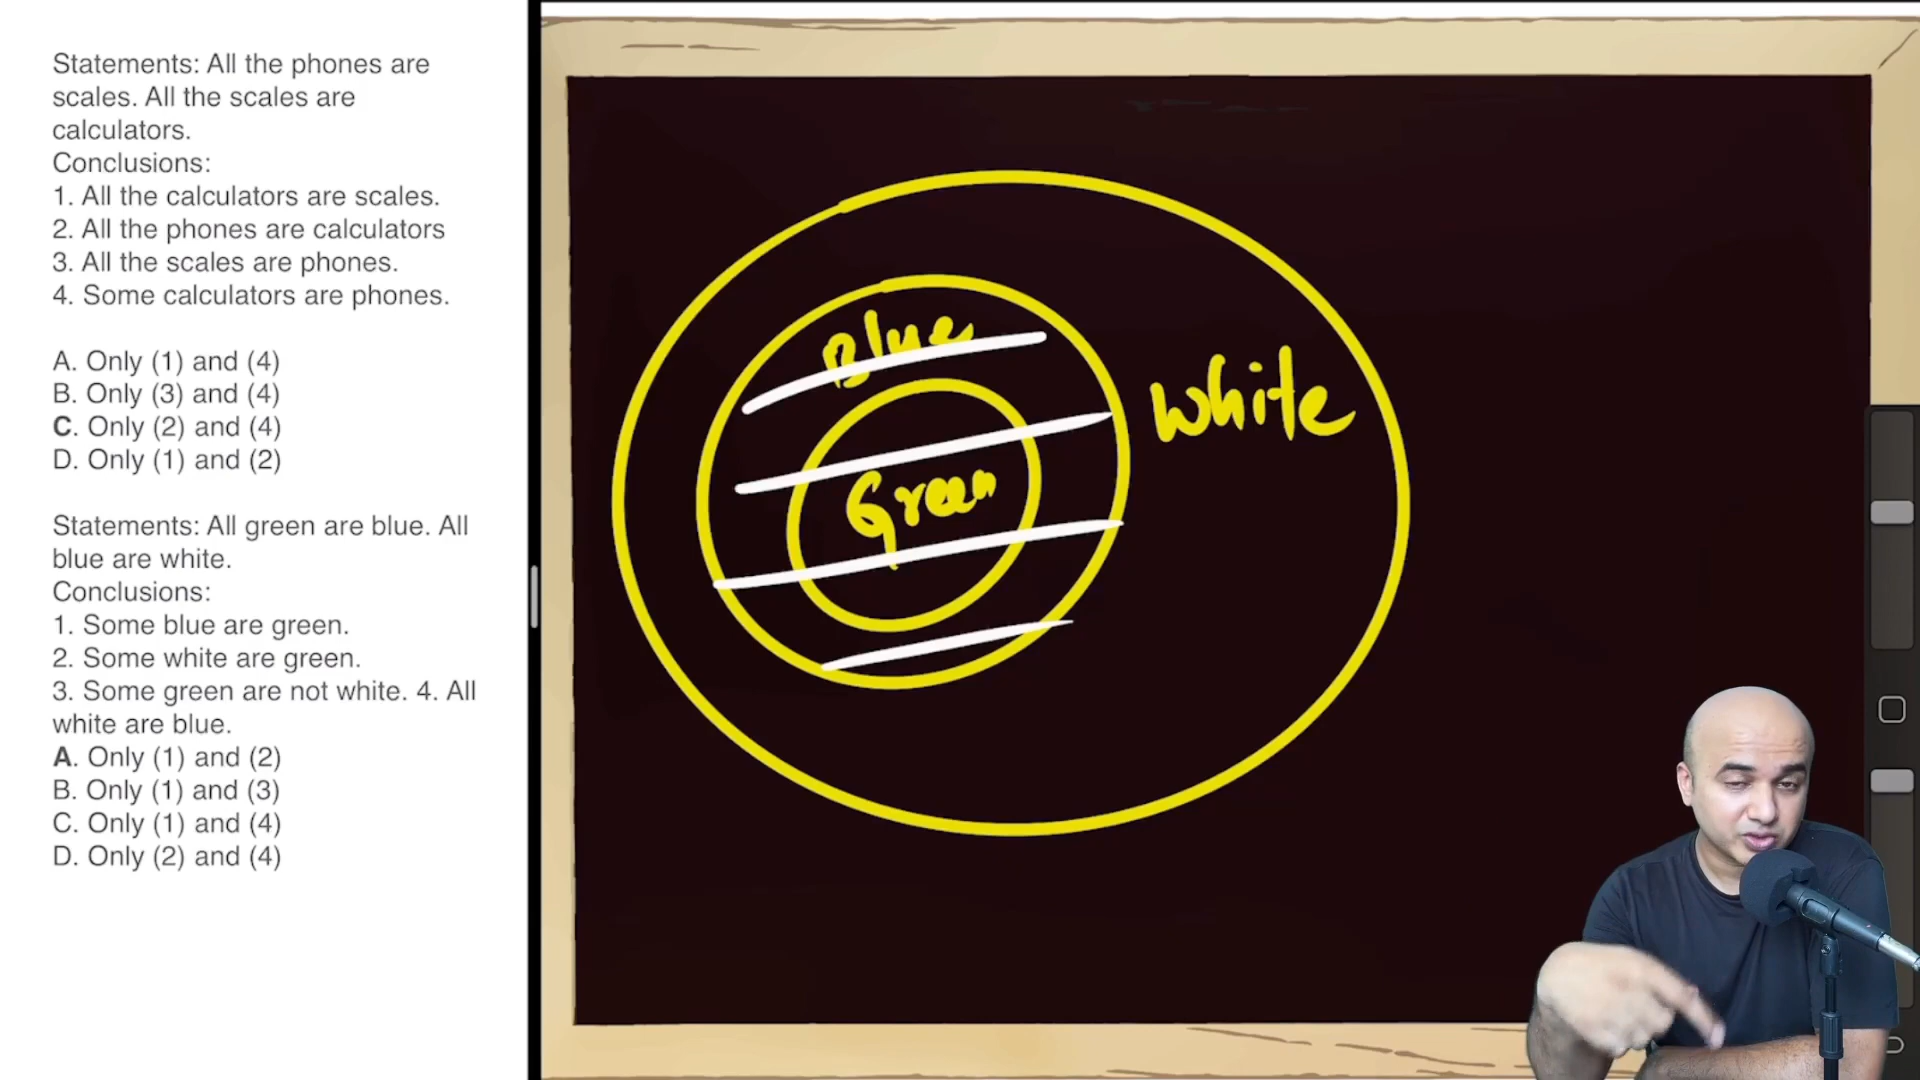 Statements: All the phones are
scales. All the scales are
calculators.
Conclusions:
1. All the calculators are scales.
2. All the phones are calculators
3. All the scales are phones.
4. Some calculators are phones.
A. Only (1) and (4)
B. Only (3) and (4)
C. Only (2) and (4)
D. Only (1) and (2)
Statements: All green are blue. All
blue are white.
Conclusions:
1. Some blue are green.
2. Some white are green.
3. Some green are not white. 4. All
white are blue.
A. Only (1) and (2)
B. Only (1) and (3)
C. Only (1) and (4)
D. Only (2) and (4)
Blue
White
Green